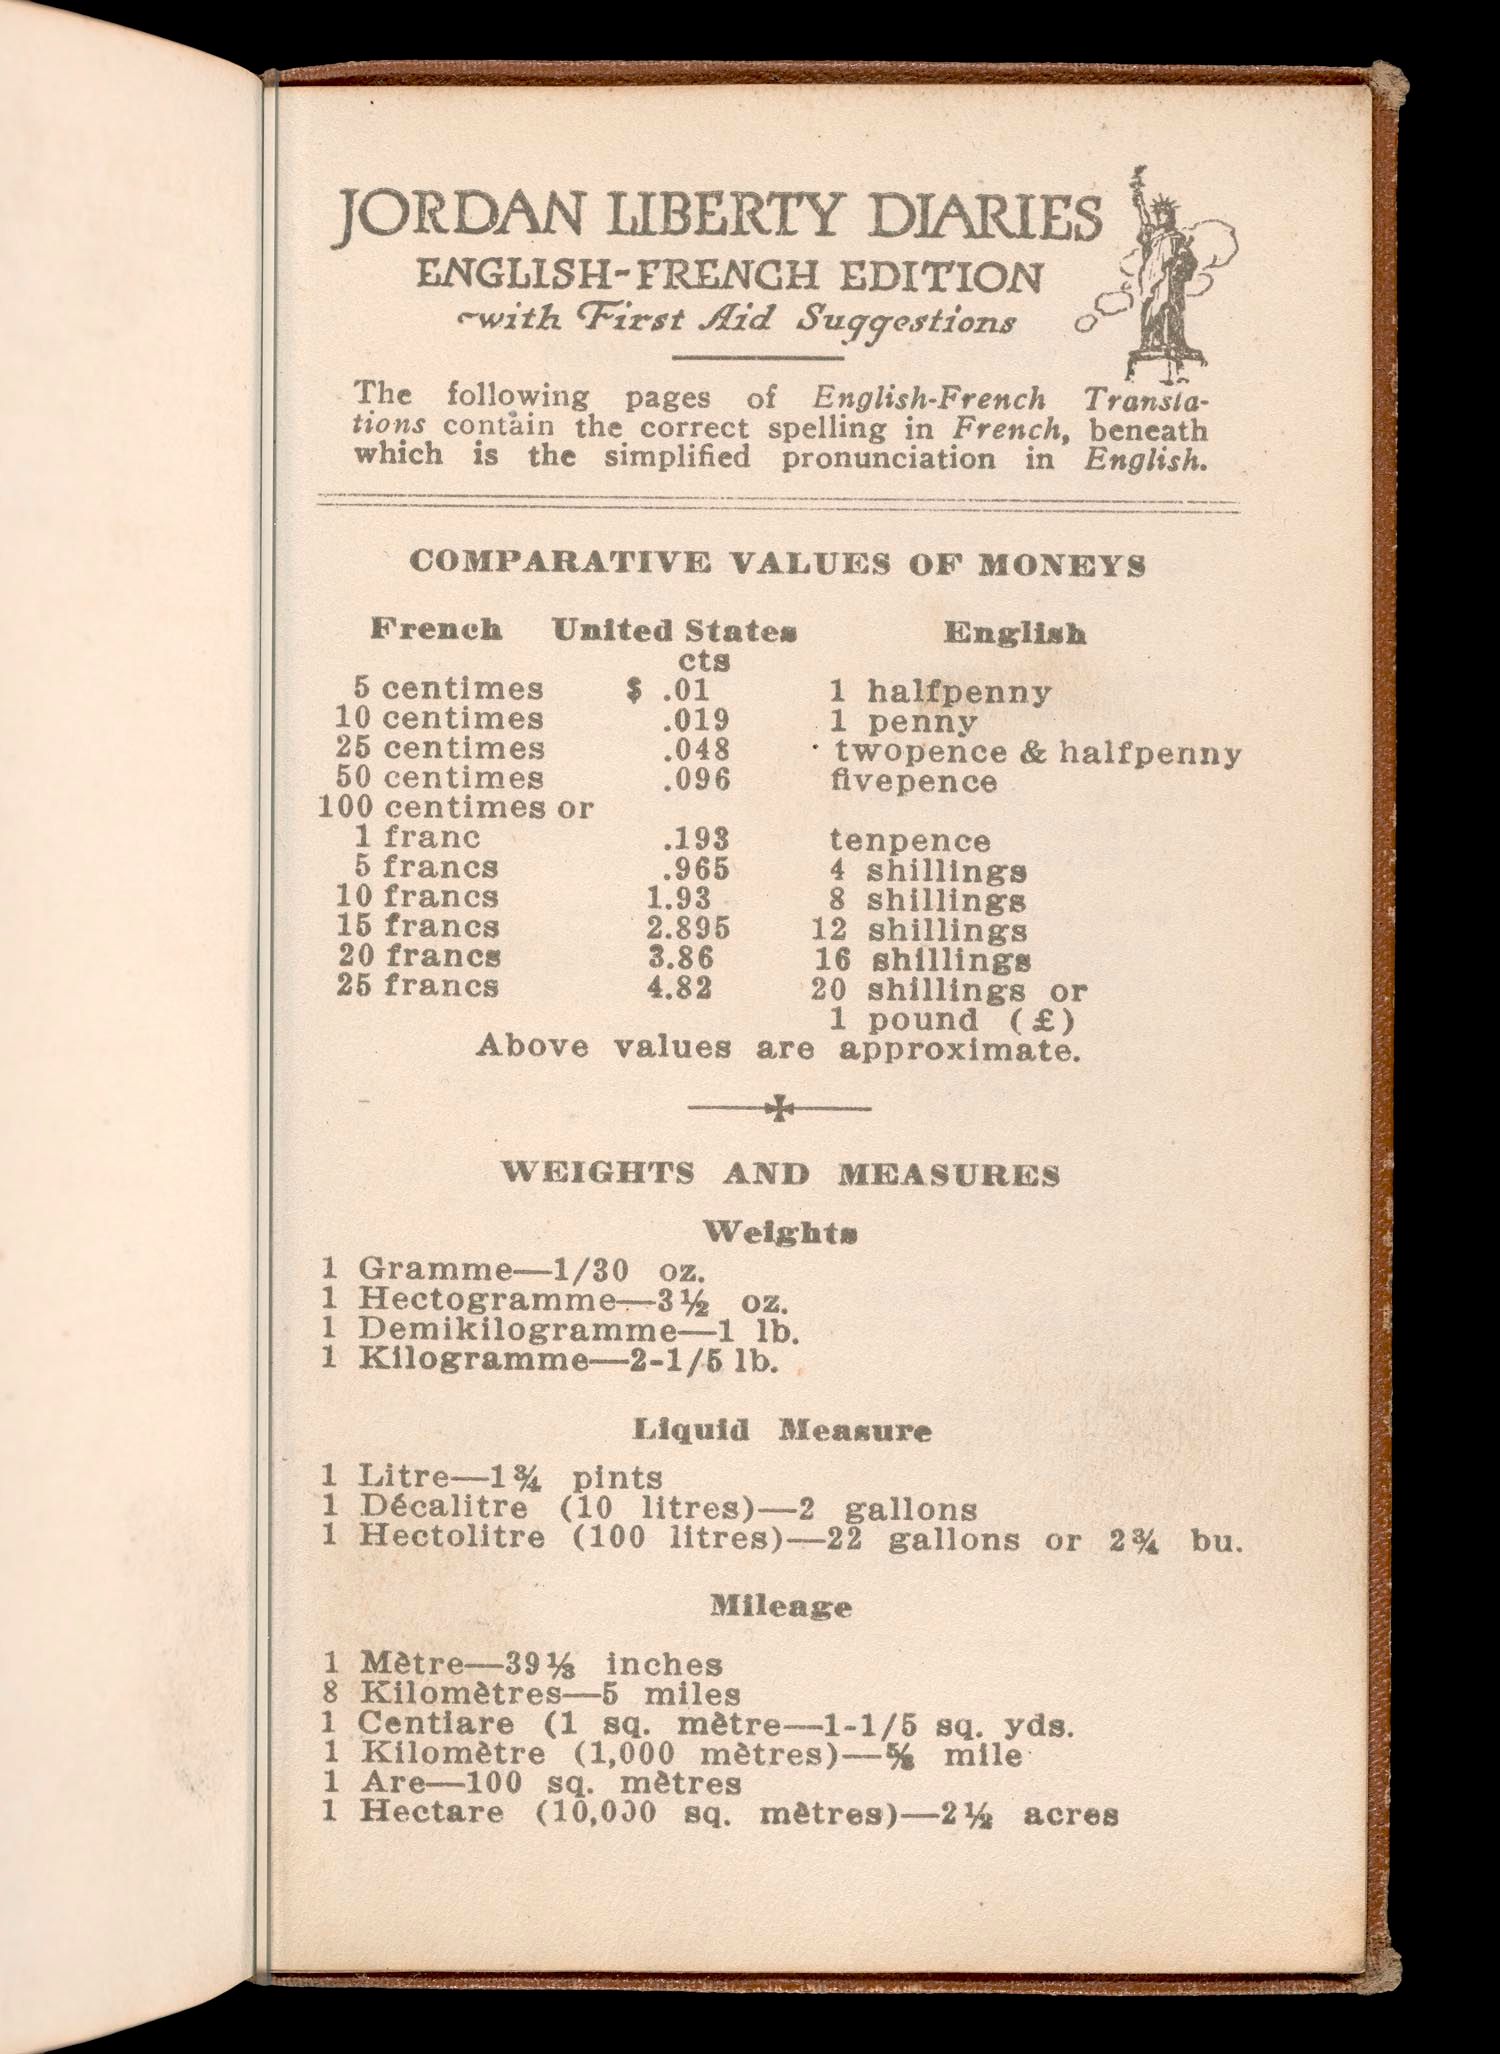 JORDAN LIBERTY DIARIES
ENGLISH-FRENCH EDITION
~with First Aid Suggestions
The following pages of English-French Transla-
tions contain the correct spelling in French, beneath
which is the simplified pronunciation in English.
COMPARATIVE VALUES OF MONEYS
French United States English
cts
5 centimes $ .01 1 halfpenny
10 centimes .019 1 penny
25 centimes .048 twopence & halfpenny
50 centimes .096 fivepence
100 centimes or
1 franc .193 tenpence
5 francs .965 4 shillings
10 francs 1.93 8 shillings
15 francs 2.895 12 shillings
20 francs 3.86 16 shillings
25 francs 4.82 20 shillings or
1 pound (£)
Above values are approximate.
WEIGHTS AND MEASURES
Weights
1 Gramme—1/30 oz.
1 Hectogramme—3½ oz.
1 Demikilogramme—1 lb.
1 Kilogramme—2-1/5 lb.
Liquid Measure
1 Litre—1¾ pints
1 Décalitre (10 litres)—2 gallons
1 Hectolitre (100 litres)—22 gallons or 2¾ bu.
Mileage
1 Mètre—39⅓ inches
8 Kilomètres—5 miles
1 Centiare (1 sq. mètre—1-1/5 sq. yds.
1 Kilomètre (1,000 mètres)—⅝ mile
1 Are—100 sq. mètres
1 Hectare (10,000 sq. mètres)—2½ acres